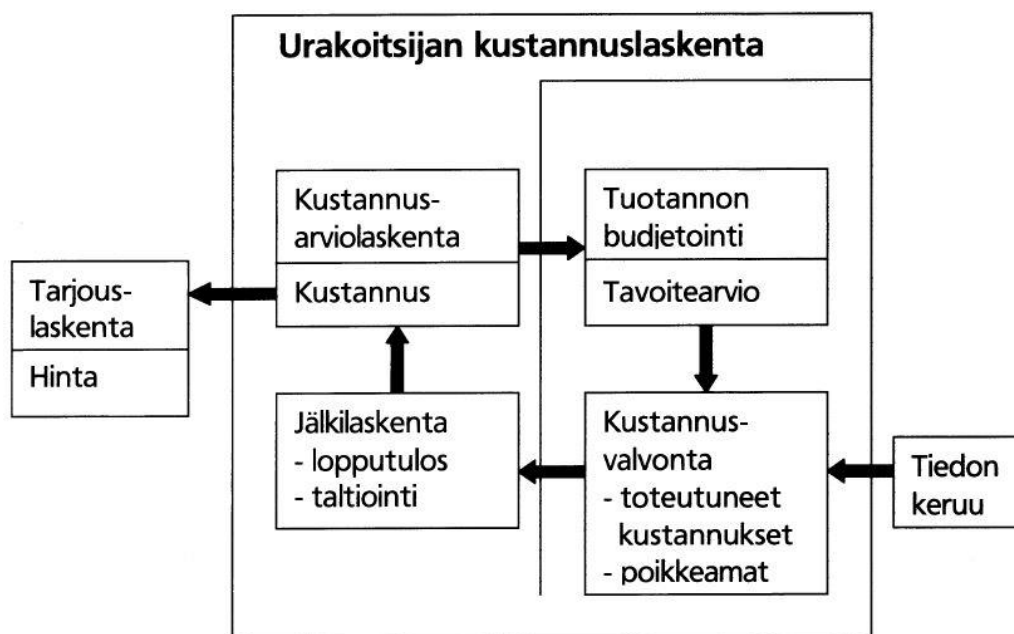 Urakoitsijan kustannuslaskenta
Kustannus-
arviolaskenta
Kustannus
Tuotannon
budjetointi
Tavoitearvio
Tarjous-
laskenta
Hinta
Jälkilaskenta
- lopputulos
- taltiointi
Kustannus-
valvonta
- toteutuneet
kustannukset
- poikkeamat
Tiedon
keruu